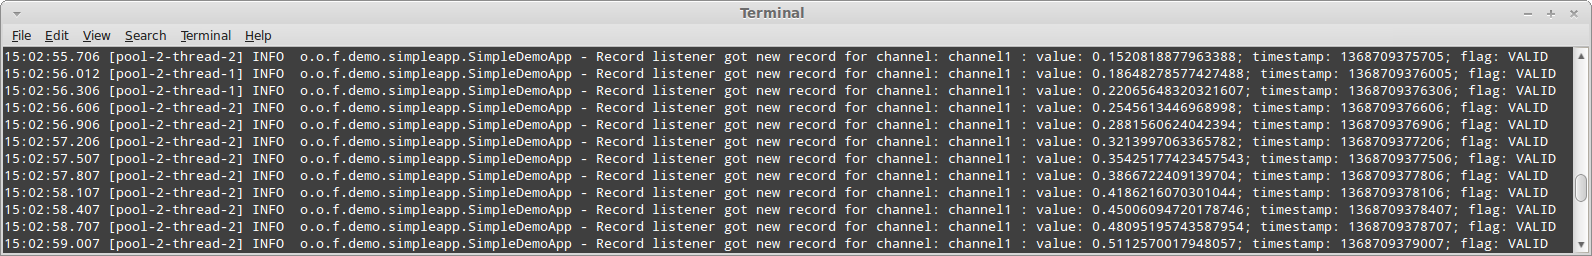 Terminal
File Edit View Search Terminal Help
15:02:55.706 [pool-2-thread-2] INFO  o.o.f.demo.simpleapp.SimpleDemoApp - Record listener got new record for channel: channel1 : value: 0.1520818877963388; timestamp: 1368709375705; flag: VALID
15:02:56.012 [pool-2-thread-1] INFO  o.o.f.demo.simpleapp.SimpleDemoApp - Record listener got new record for channel: channel1 : value: 0.18648278577427488; timestamp: 1368709376005; flag: VALID
15:02:56.306 [pool-2-thread-1] INFO  o.o.f.demo.simpleapp.SimpleDemoApp - Record listener got new record for channel: channel1 : value: 0.22065648320321607; timestamp: 1368709376306; flag: VALID
15:02:56.606 [pool-2-thread-2] INFO  o.o.f.demo.simpleapp.SimpleDemoApp - Record listener got new record for channel: channel1 : value: 0.2545613446968998; timestamp: 1368709376606; flag: VALID
15:02:56.906 [pool-2-thread-2] INFO  o.o.f.demo.simpleapp.SimpleDemoApp - Record listener got new record for channel: channel1 : value: 0.2881560624042394; timestamp: 1368709376906; flag: VALID
15:02:57.206 [pool-2-thread-2] INFO  o.o.f.demo.simpleapp.SimpleDemoApp - Record listener got new record for channel: channel1 : value: 0.3213997063365782; timestamp: 1368709377206; flag: VALID
15:02:57.507 [pool-2-thread-2] INFO  o.o.f.demo.simpleapp.SimpleDemoApp - Record listener got new record for channel: channel1 : value: 0.35425177423457543; timestamp: 1368709377506; flag: VALID
15:02:57.807 [pool-2-thread-2] INFO  o.o.f.demo.simpleapp.SimpleDemoApp - Record listener got new record for channel: channel1 : value: 0.3866722409139704; timestamp: 1368709377806; flag: VALID
15:02:58.107 [pool-2-thread-2] INFO  o.o.f.demo.simpleapp.SimpleDemoApp - Record listener got new record for channel: channel1 : value: 0.4186216070301044; timestamp: 1368709378106; flag: VALID
15:02:58.407 [pool-2-thread-2] INFO  o.o.f.demo.simpleapp.SimpleDemoApp - Record listener got new record for channel: channel1 : value: 0.45006094720178746; timestamp: 1368709378407; flag: VALID
15:02:58.707 [pool-2-thread-2] INFO  o.o.f.demo.simpleapp.SimpleDemoApp - Record listener got new record for channel: channel1 : value: 0.48095195743587954; timestamp: 1368709378707; flag: VALID
15:02:59.007 [pool-2-thread-2] INFO  o.o.f.demo.simpleapp.SimpleDemoApp - Record listener got new record for channel: channel1 : value: 0.5112570017948057; timestamp: 1368709379007; flag: VALID